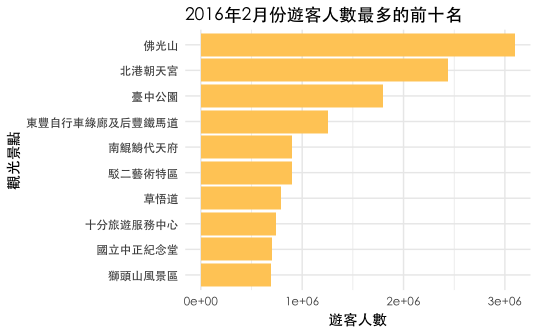 2016年2月份遊客人數最多的前十名
佛光山
北港朝天宮
臺中公園
東豐自行車綠廊及后豐鐵馬道
南鯤鯓代天府
駁二藝術特區
草悟道
十分旅遊服務中心
國立中正紀念堂
獅頭山風景區
觀光景點
0e+00 1e+06 2e+06 3e+06
遊客人數